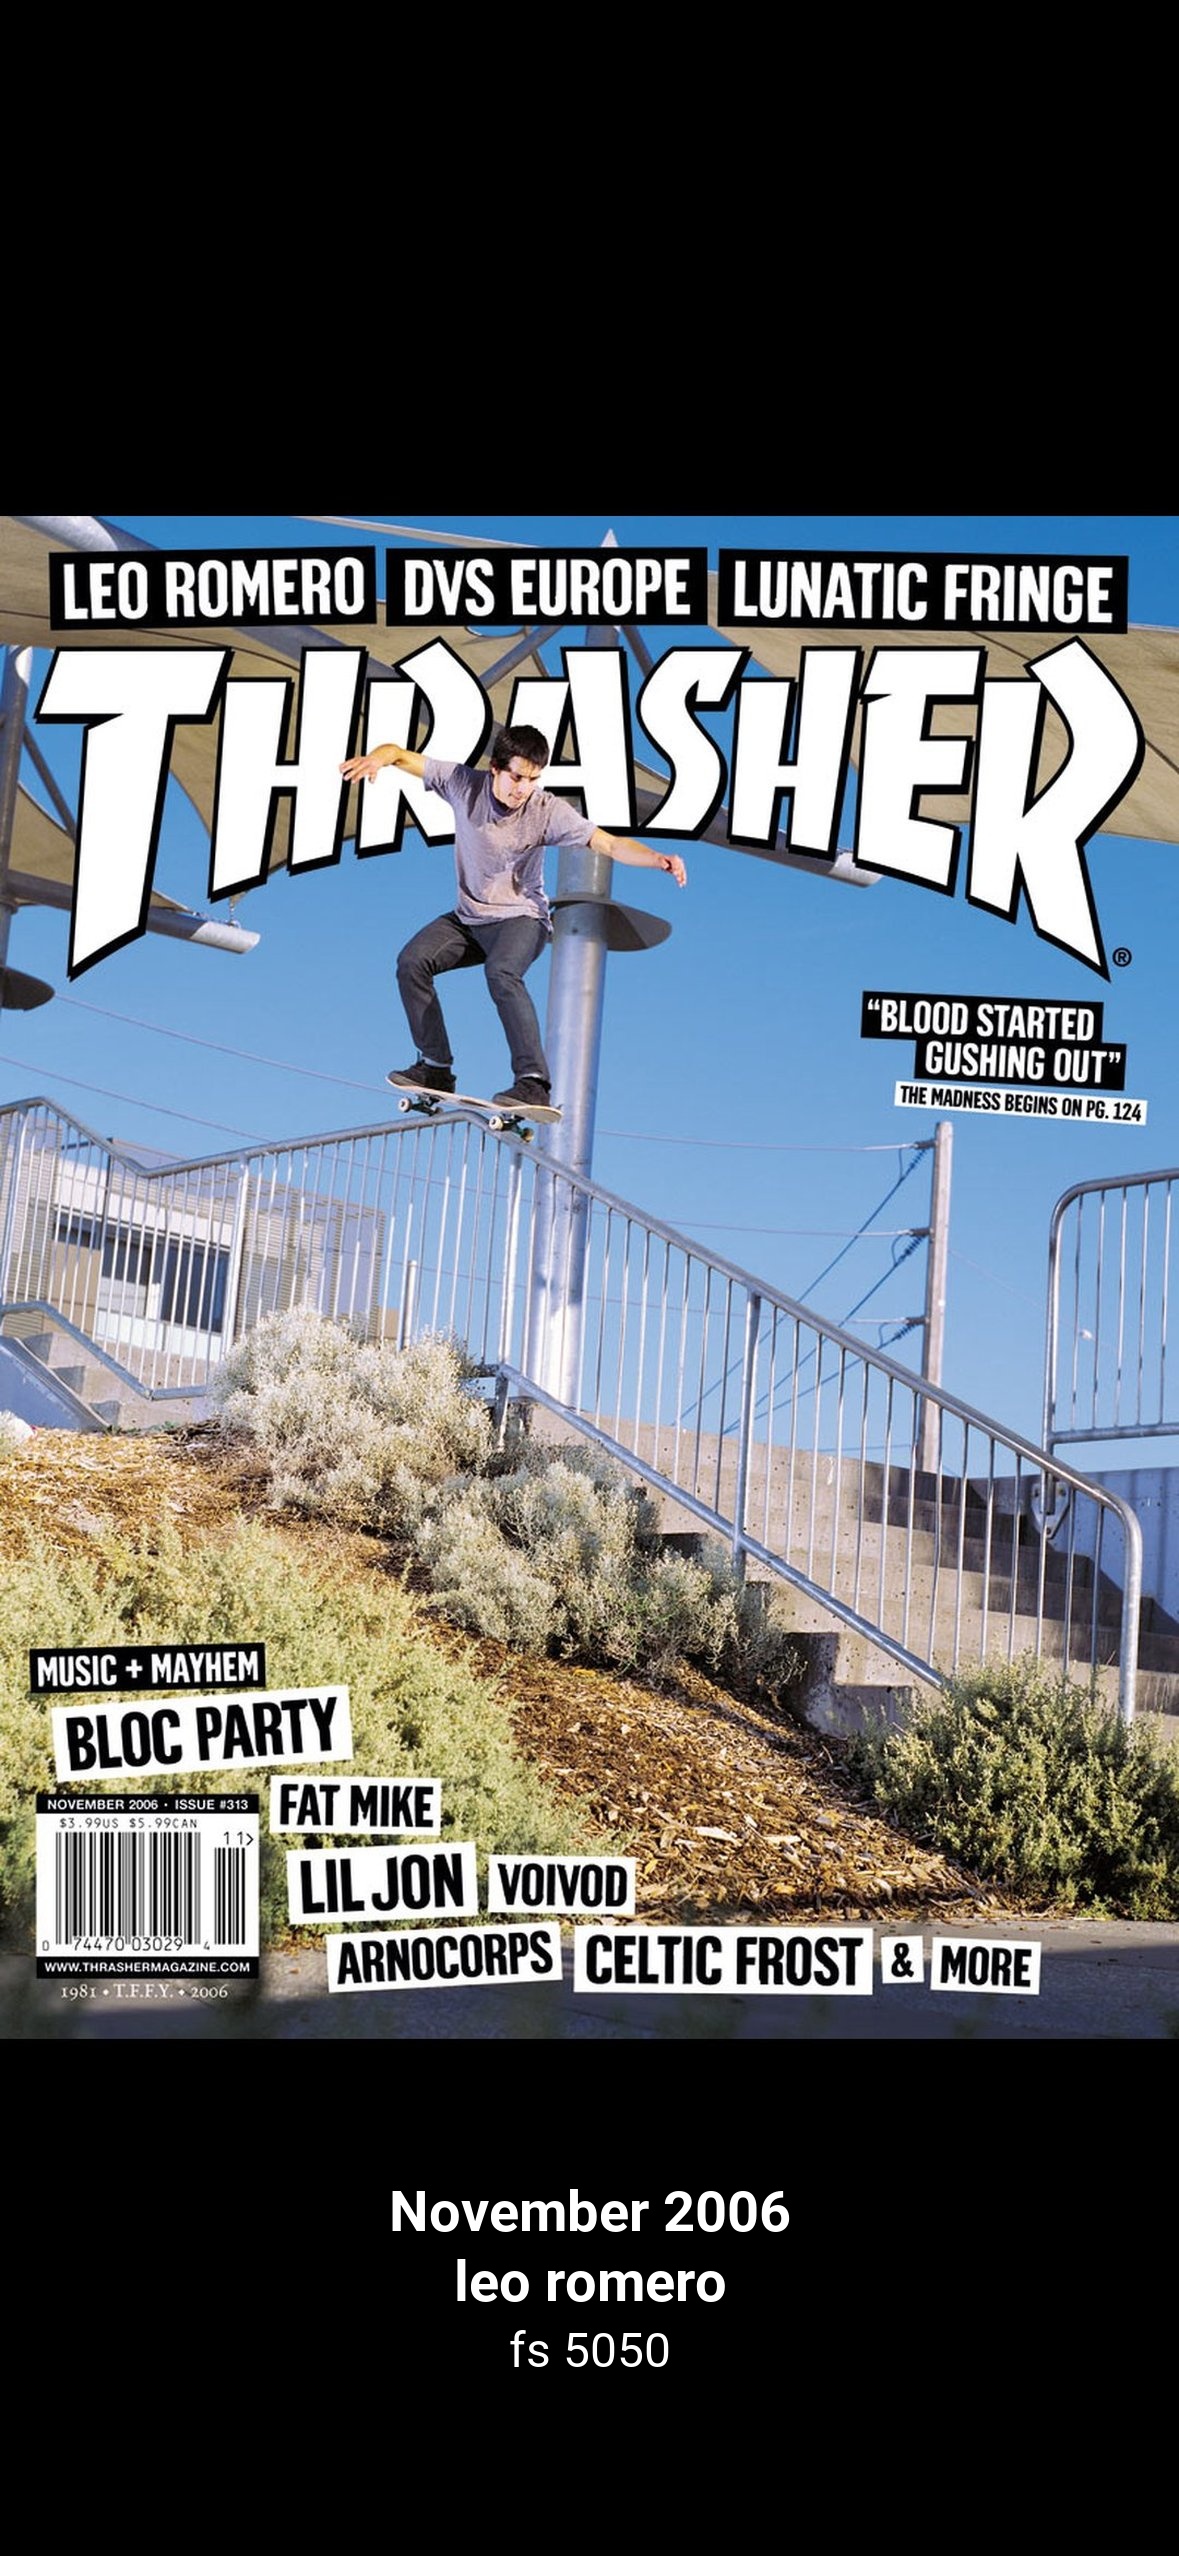 LEO ROMERO DVS EUROPE LUNATIC FRINGE
THRASHER®
“BLOOD STARTED
GUSHING OUT”
THE MADNESS BEGINS ON PG. 124
MUSIC + MAYHEM
BLOC PARTY
FAT MIKE
LIL JON VOIVOD
ARNOCORPS CELTIC FROST & MORE
NOVEMBER 2006 · ISSUE #313
$3.99US $5.99CAN
11>
0 74470 03029 4
WWW.THRASHERMAGAZINE.COM
1981 • T.F.F.Y. • 2006
November 2006
leo romero
fs 5050